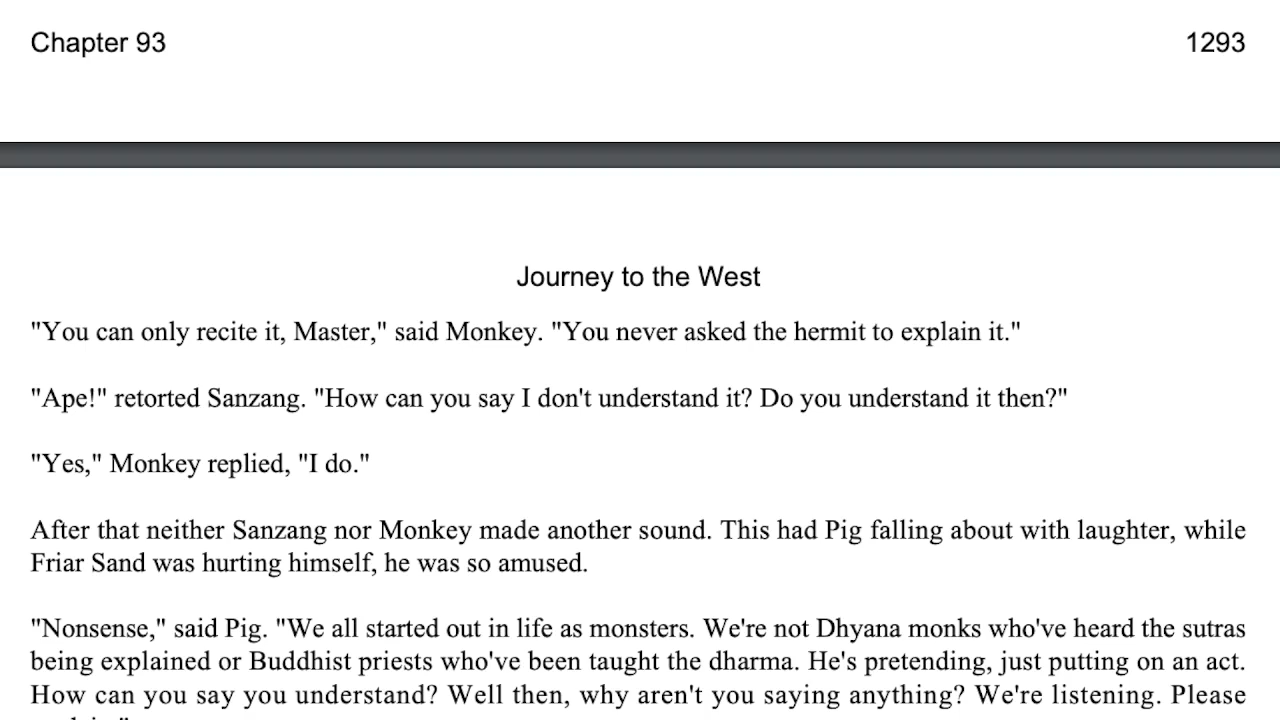 Chapter 93
1293
Journey to the West
"You can only recite it, Master," said Monkey. "You never asked the hermit to explain it."
"Ape!" retorted Sanzang. "How can you say I don't understand it? Do you understand it then?"
"Yes," Monkey replied, "I do."
After that neither Sanzang nor Monkey made another sound. This had Pig falling about with laughter, while
Friar Sand was hurting himself, he was so amused.
"Nonsense," said Pig. "We all started out in life as monsters. We're not Dhyana monks who've heard the sutras
being explained or Buddhist priests who've been taught the dharma. He's pretending, just putting on an act.
How can you say you understand? Well then, why aren't you saying anything? We're listening. Please